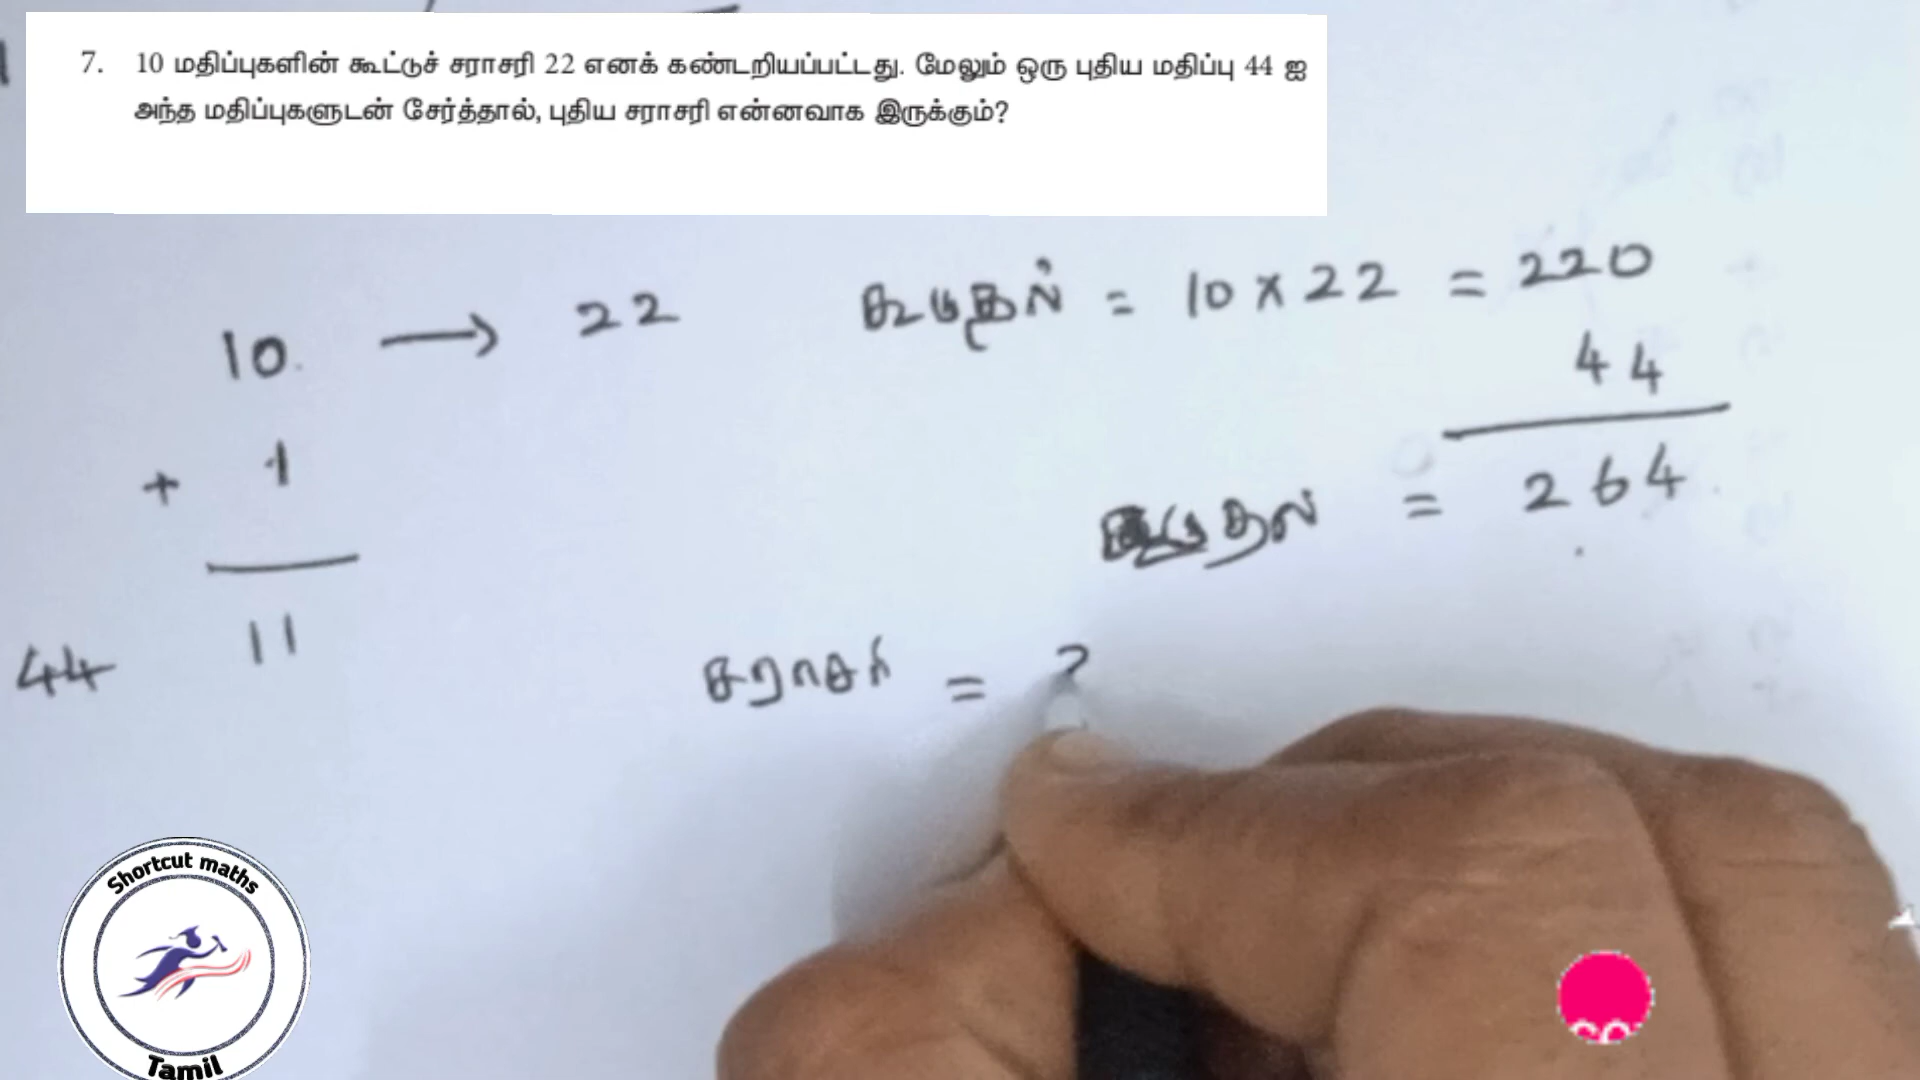 7. 10 மதிப்புகளின் கூட்டுச் சராசரி 22 எனக் கண்டறியப்பட்டது. மேலும் ஒரு புதிய மதிப்பு 44 ஐ
அந்த மதிப்புகளுடன் சேர்த்தால், புதிய சராசரி என்னவாக இருக்கும்?
10 → 22 கூடுதல் = 10 x 22 = 220
44
+ 1
கூடுதல் = 264
44 11
சராசரி = 2
Shortcut maths
Tamil